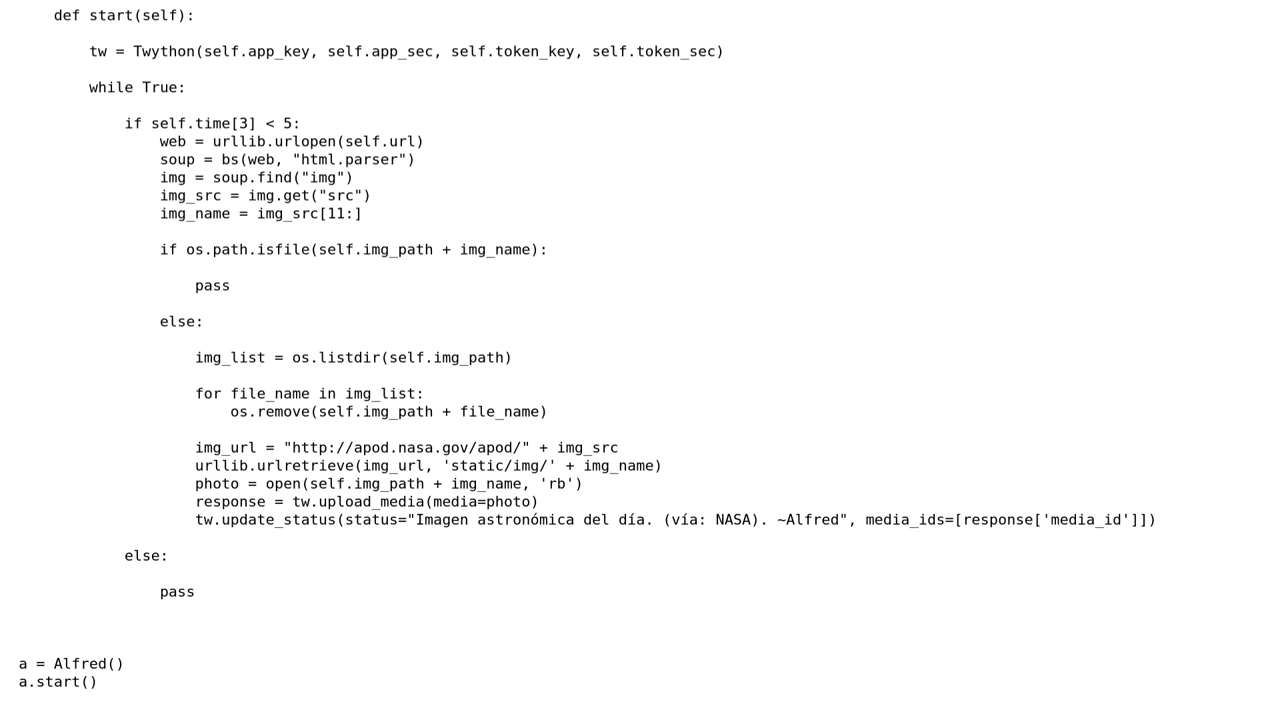 def start(self):

        tw = Twython(self.app_key, self.app_sec, self.token_key, self.token_sec)

        while True:

            if self.time[3] < 5:
                web = urllib.urlopen(self.url)
                soup = bs(web, "html.parser")
                img = soup.find("img")
                img_src = img.get("src")
                img_name = img_src[11:]

                if os.path.isfile(self.img_path + img_name):

                    pass

                else:

                    img_list = os.listdir(self.img_path)

                    for file_name in img_list:
                        os.remove(self.img_path + file_name)

                    img_url = "http://apod.nasa.gov/apod/" + img_src
                    urllib.urlretrieve(img_url, 'static/img/' + img_name)
                    photo = open(self.img_path + img_name, 'rb')
                    response = tw.upload_media(media=photo)
                    tw.update_status(status="Imagen astronómica del día. (vía: NASA). ~Alfred", media_ids=[response['media_id']])

            else:

                pass



a = Alfred()
a.start()